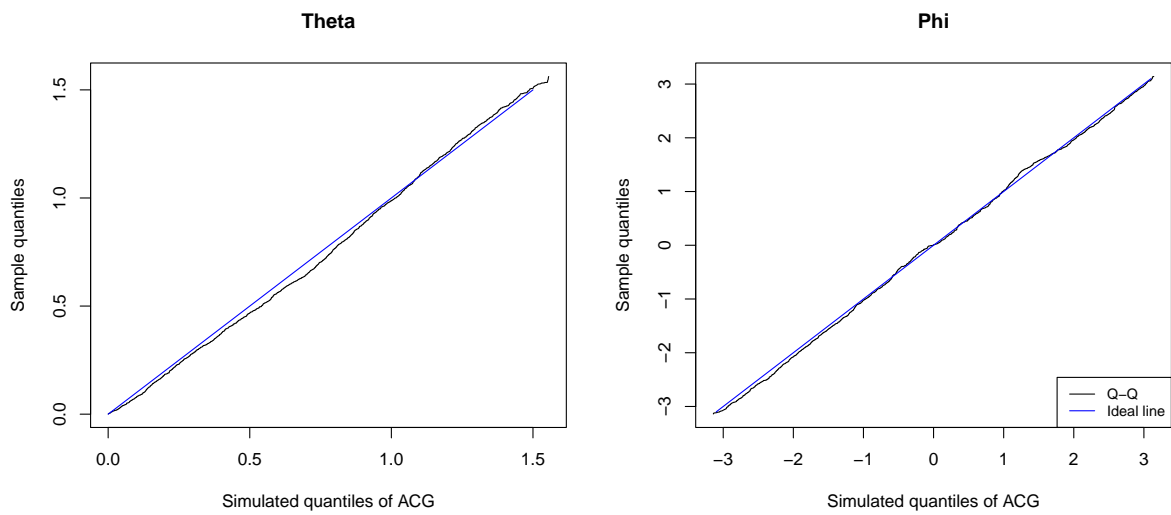 Theta
Sample quantiles
0.0
0.5
1.0
1.5
0.0 0.5 1.0 1.5
Simulated quantiles of ACG
Phi
Sample quantiles
−3
−2
−1
0
1
2
3
−3 −2 −1 0 1 2 3
Simulated quantiles of ACG
Q−Q
Ideal line